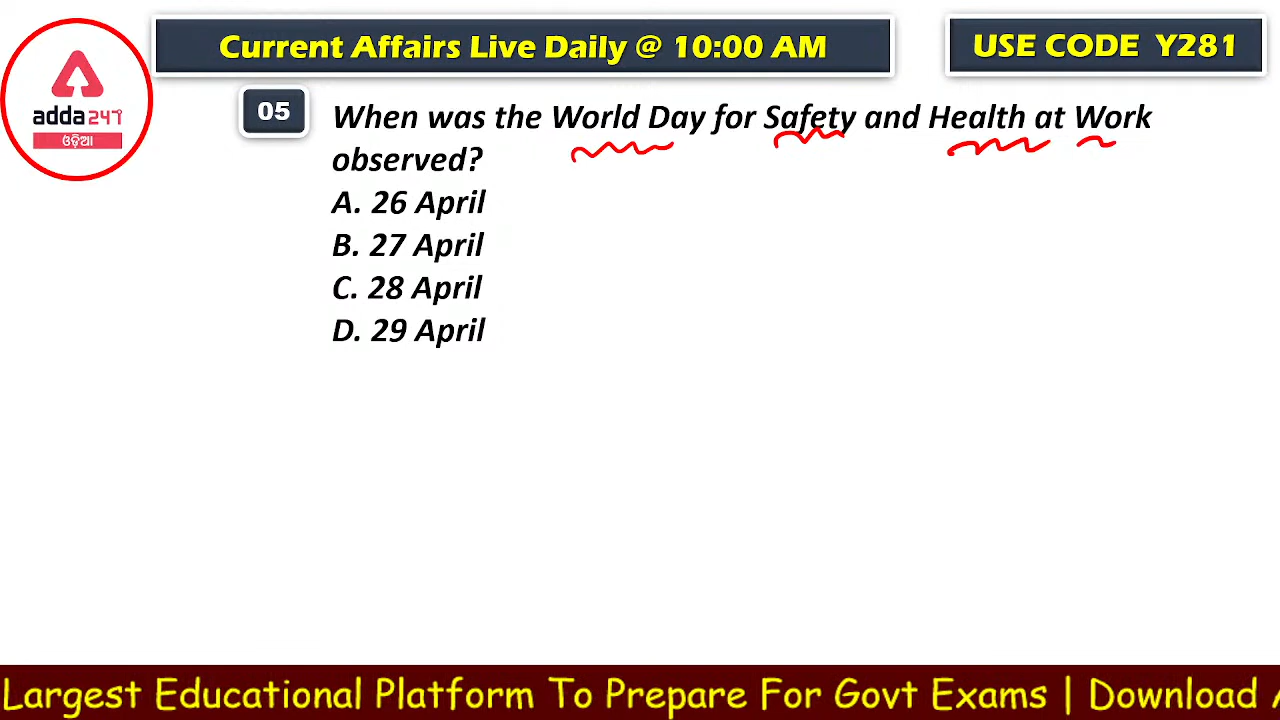 Current Affairs Live Daily @ 10:00 AM
USE CODE Y281
adda247
ଓଡ଼ିଆ
05
When was the World Day for Safety and Health at Work
observed?
A. 26 April
B. 27 April
C. 28 April
D. 29 April
Largest Educational Platform To Prepare For Govt Exams | Download A